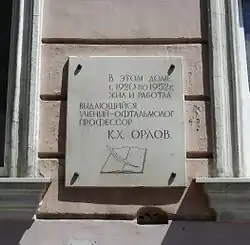 В ЭТОМ ДОМЕ
с 1920 по 1952 г.
ЖИЛ И РАБОТАЛ
ВЫДАЮЩИЙСЯ
УЧЕНЫЙ-ОФТАЛЬМОЛОГ
ПРОФЕССОР
К.Х. ОРЛОВ.